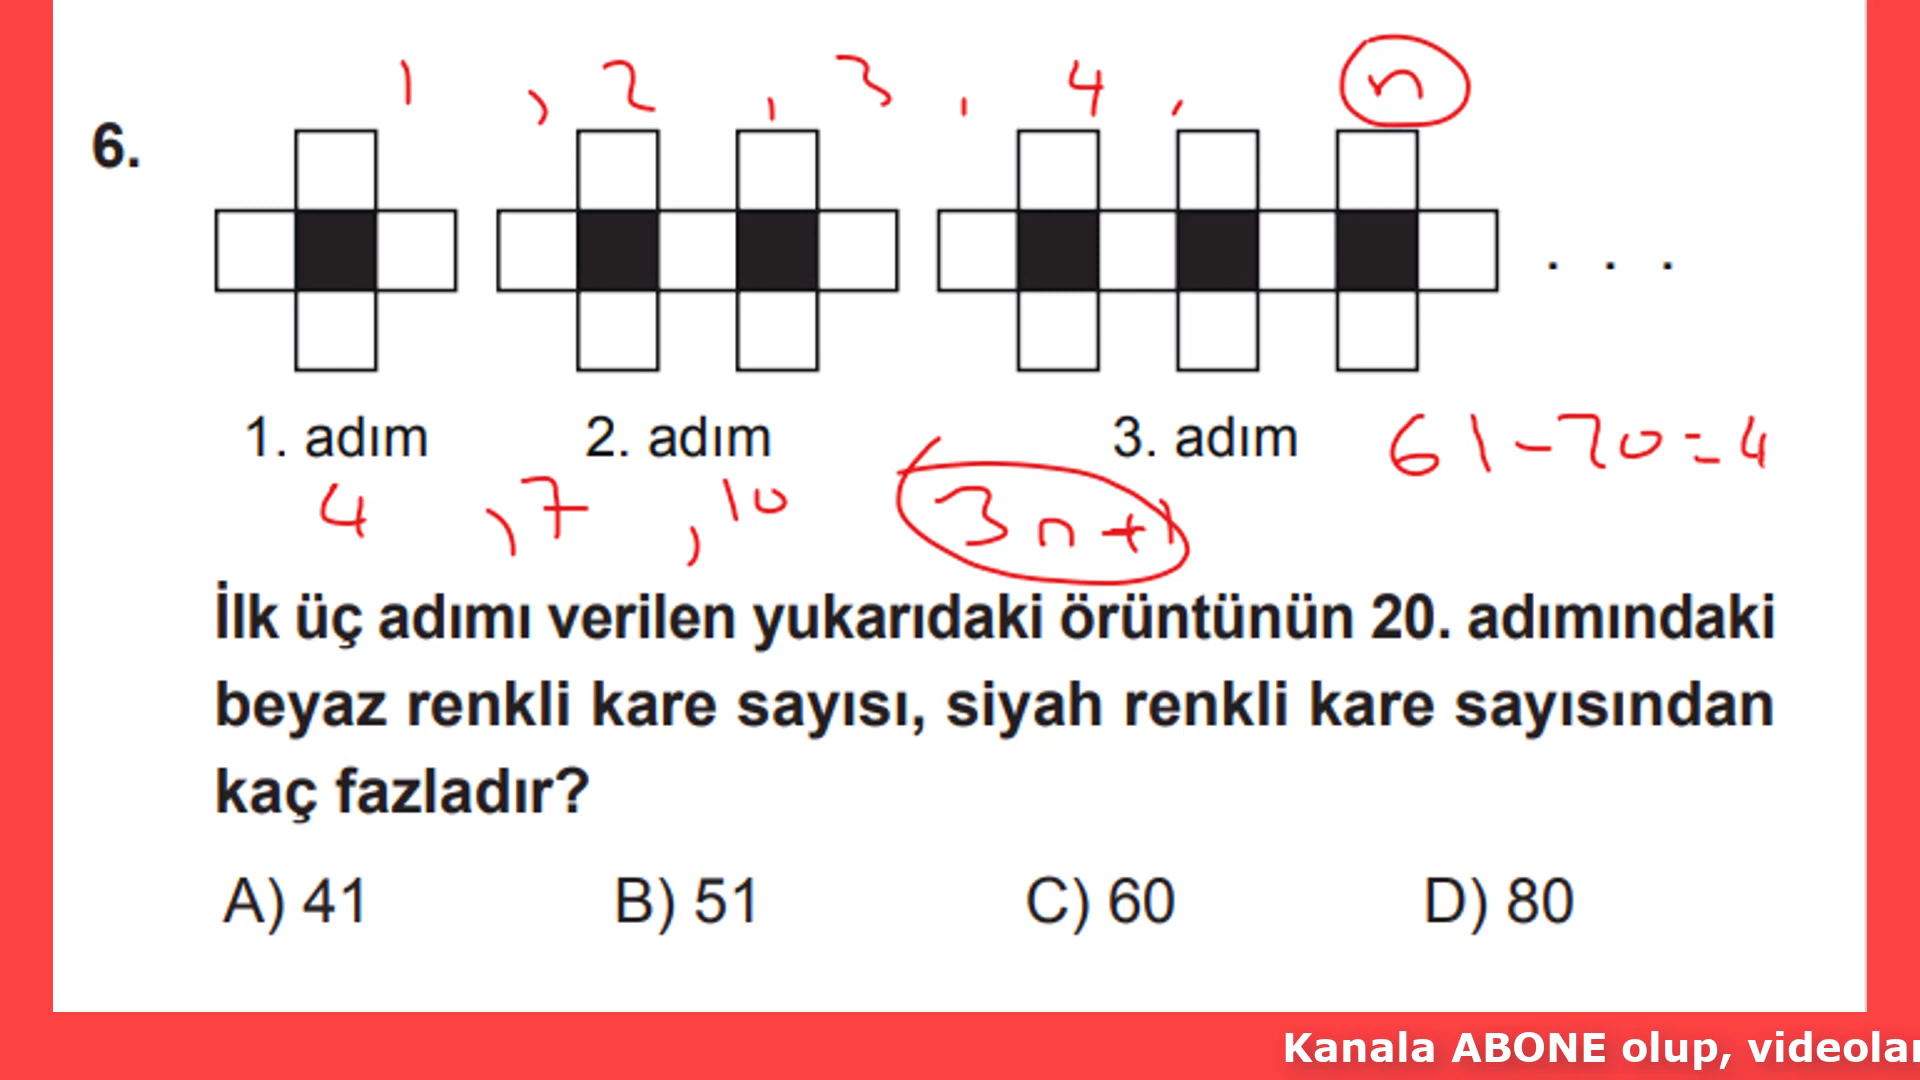 1 , 2 , 3 , 4 , n
6.
1. adım 2. adım 3. adım
61-20=4
4 , 7 , 10 3n+1
İlk üç adımı verilen yukarıdaki örüntünün 20. adımındaki
beyaz renkli kare sayısı, siyah renkli kare sayısından
kaç fazladır?
A) 41 B) 51 C) 60 D) 80
Kanala ABONE olup, videolar